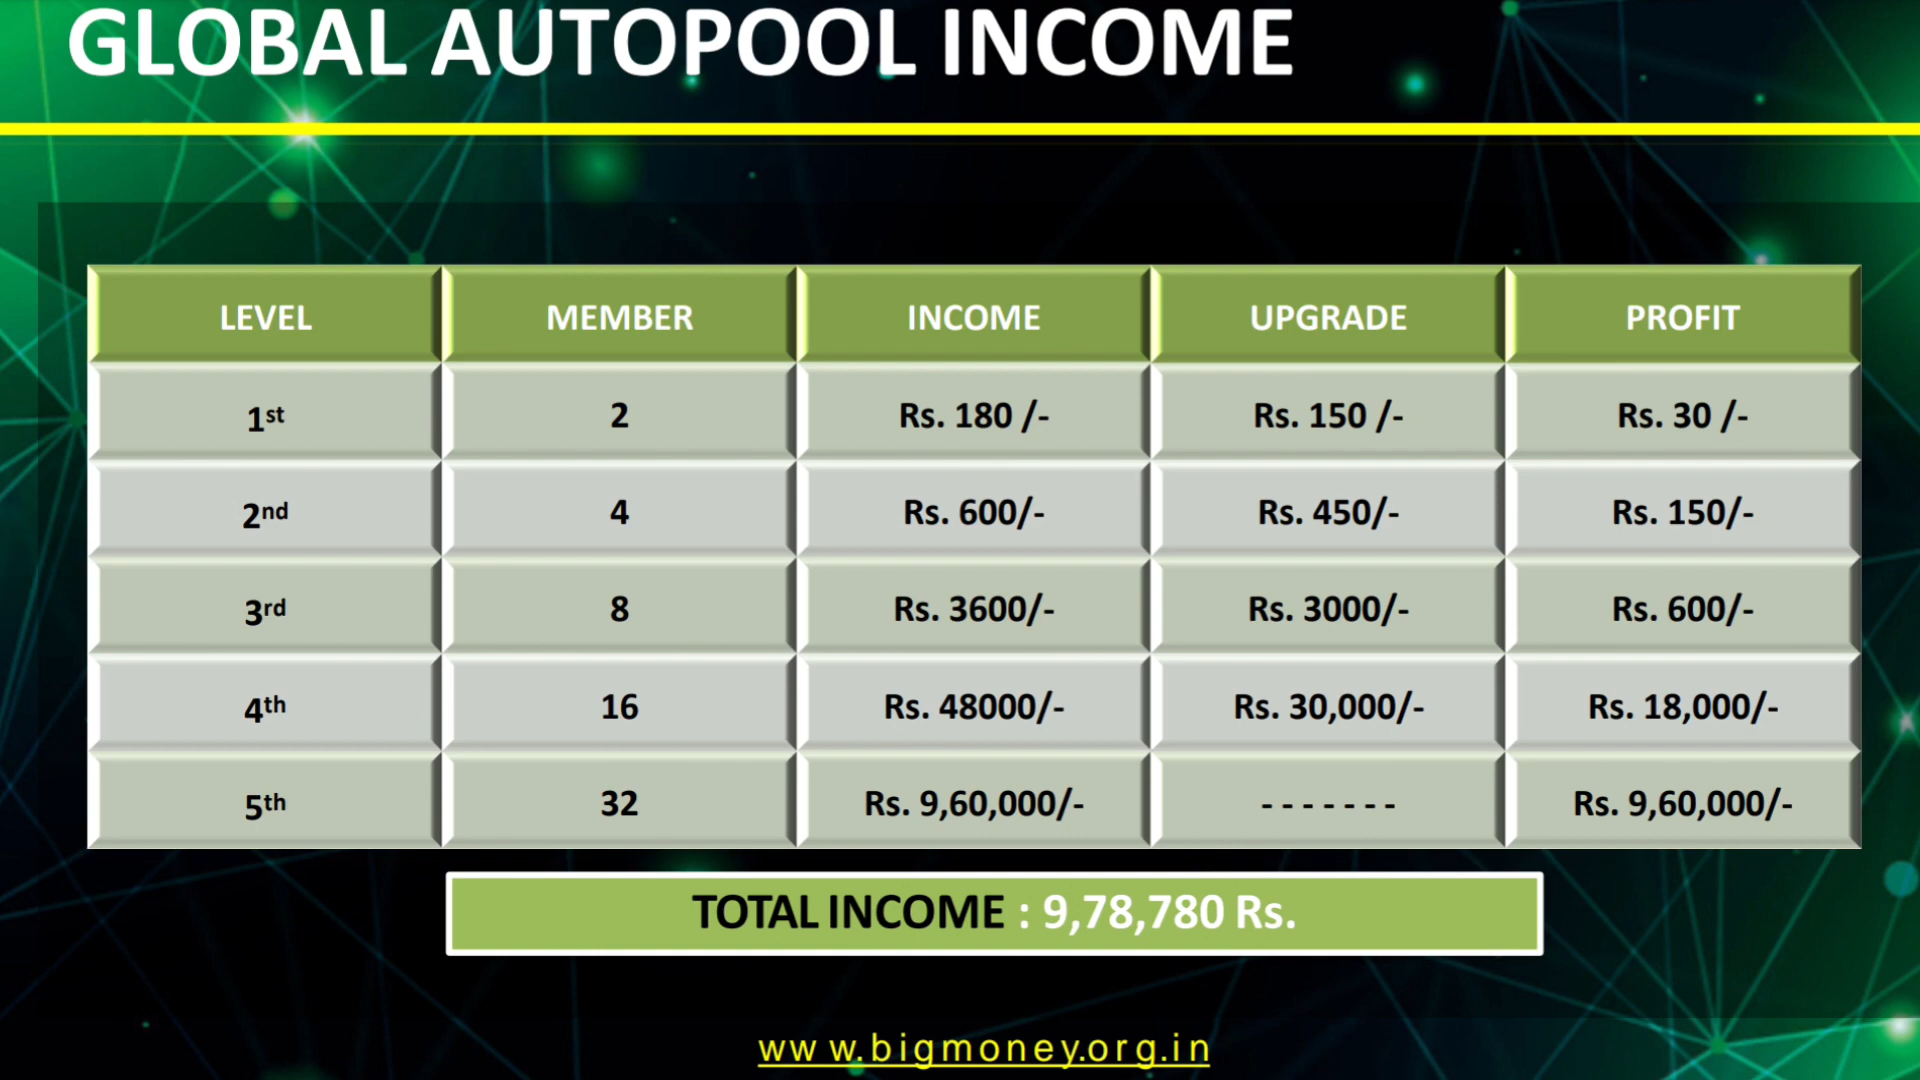 GLOBAL AUTOPOOL INCOME
LEVEL MEMBER INCOME UPGRADE PROFIT
1st 2 Rs. 180 /- Rs. 150 /- Rs. 30 /-
2nd 4 Rs. 600/- Rs. 450/- Rs. 150/-
3rd 8 Rs. 3600/- Rs. 3000/- Rs. 600/-
4th 16 Rs. 48000/- Rs. 30,000/- Rs. 18,000/-
5th 32 Rs. 9,60,000/- - - - - - - - Rs. 9,60,000/-
TOTAL INCOME : 9,78,780 Rs.
www.bigmoney.org.in